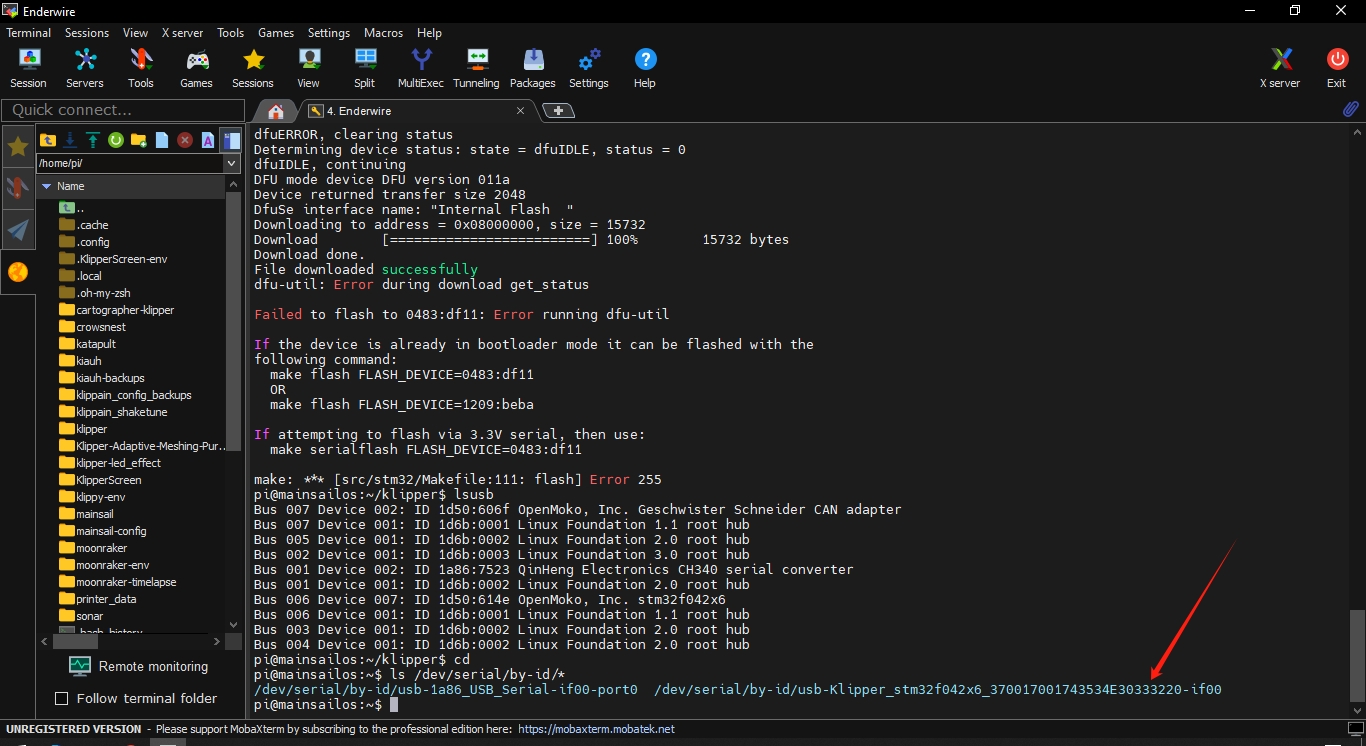 Enderwire
Terminal Sessions View X server Tools Games Settings Macros Help
Session Servers Tools Games Sessions View Split MultiExec Tunneling Packages Settings Help X server Exit
Quick connect...
4. Enderwire
/home/pi/
Name
..
.cache
.config
.KlipperScreen-env
.local
.oh-my-zsh
cartographer-klipper
crowsnest
katapult
kiauh
kiauh-backups
klippain_config_backups
klippain_shaketune
klipper
Klipper-Adaptive-Meshing-Pur..
klipper-led_effect
KlipperScreen
klippy-env
mainsail
mainsail-config
moonraker
moonraker-env
moonraker-timelapse
printer_data
sonar
.bash_history
Remote monitoring
Follow terminal folder
dfuERROR, clearing status
Determining device status: state = dfuIDLE, status = 0
dfuIDLE, continuing
DFU mode device DFU version 011a
Device returned transfer size 2048
DfuSe interface name: "Internal Flash  "
Downloading to address = 0x08000000, size = 15732
Download        [=========================] 100%        15732 bytes
Download done.
File downloaded successfully
dfu-util: Error during download get_status
Failed to flash to 0483:df11: Error running dfu-util
If the device is already in bootloader mode it can be flashed with the
following command:
make flash FLASH_DEVICE=0483:df11
OR
make flash FLASH_DEVICE=1209:beba
If attempting to flash via 3.3V serial, then use:
make serialflash FLASH_DEVICE=0483:df11
make: *** [src/stm32/Makefile:111: flash] Error 255
pi@mainsailos:~/klipper$ lsusb
Bus 007 Device 002: ID 1d50:606f OpenMoko, Inc. Geschwister Schneider CAN adapter
Bus 007 Device 001: ID 1d6b:0001 Linux Foundation 1.1 root hub
Bus 005 Device 001: ID 1d6b:0002 Linux Foundation 2.0 root hub
Bus 002 Device 001: ID 1d6b:0003 Linux Foundation 3.0 root hub
Bus 001 Device 002: ID 1a86:7523 QinHeng Electronics CH340 serial converter
Bus 001 Device 001: ID 1d6b:0002 Linux Foundation 2.0 root hub
Bus 006 Device 007: ID 1d50:614e OpenMoko, Inc. stm32f042x6
Bus 006 Device 001: ID 1d6b:0001 Linux Foundation 1.1 root hub
Bus 003 Device 001: ID 1d6b:0002 Linux Foundation 2.0 root hub
Bus 004 Device 001: ID 1d6b:0002 Linux Foundation 2.0 root hub
pi@mainsailos:~/klipper$ cd
pi@mainsailos:~$ ls /dev/serial/by-id/*
/dev/serial/by-id/usb-1a86_USB_Serial-if00-port0  /dev/serial/by-id/usb-Klipper_stm32f042x6_370017001743534E30333220-if00
pi@mainsailos:~$
UNREGISTERED VERSION - Please support MobaXterm by subscribing to the professional edition here: https://mobaxterm.mobatek.net